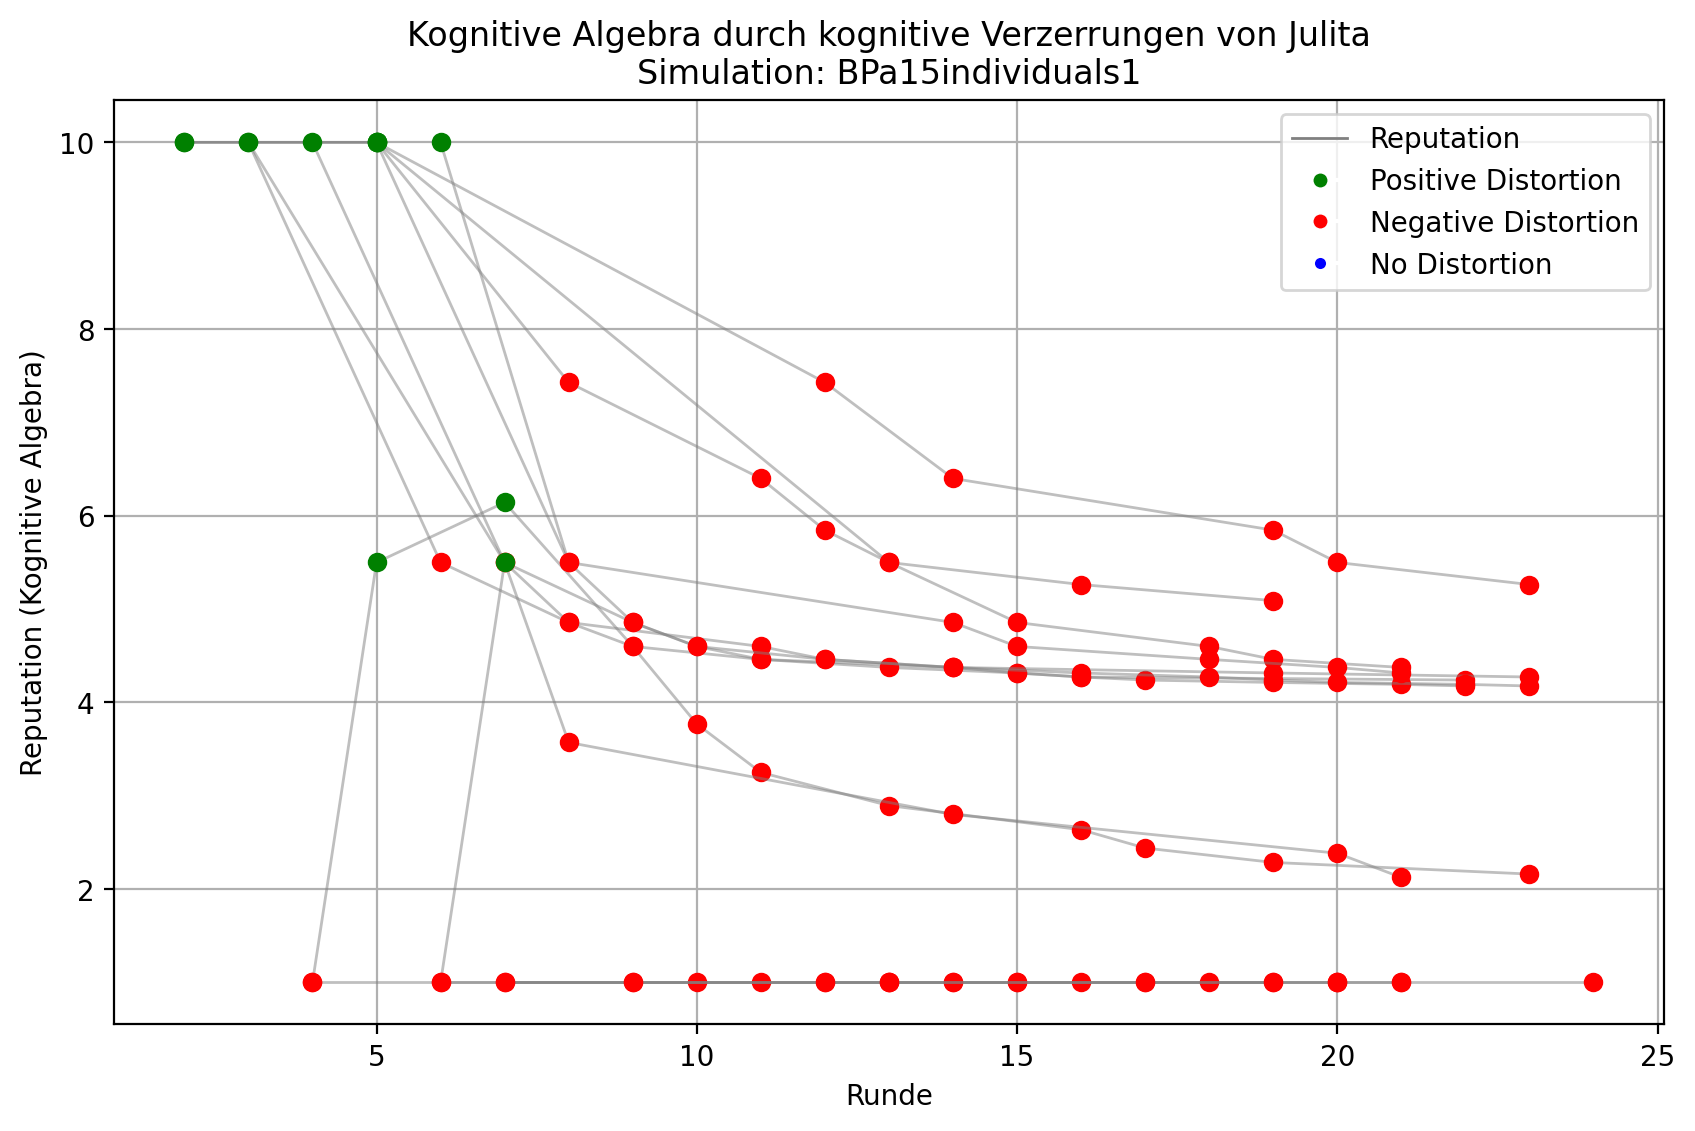 Kognitive Algebra durch kognitive Verzerrungen von Julita
Simulation: BPa15individuals1
Reputation
Positive Distortion
Negative Distortion
No Distortion
Reputation (Kognitive Algebra)
10
8
6
4
2
5
10
15
20
25
Runde